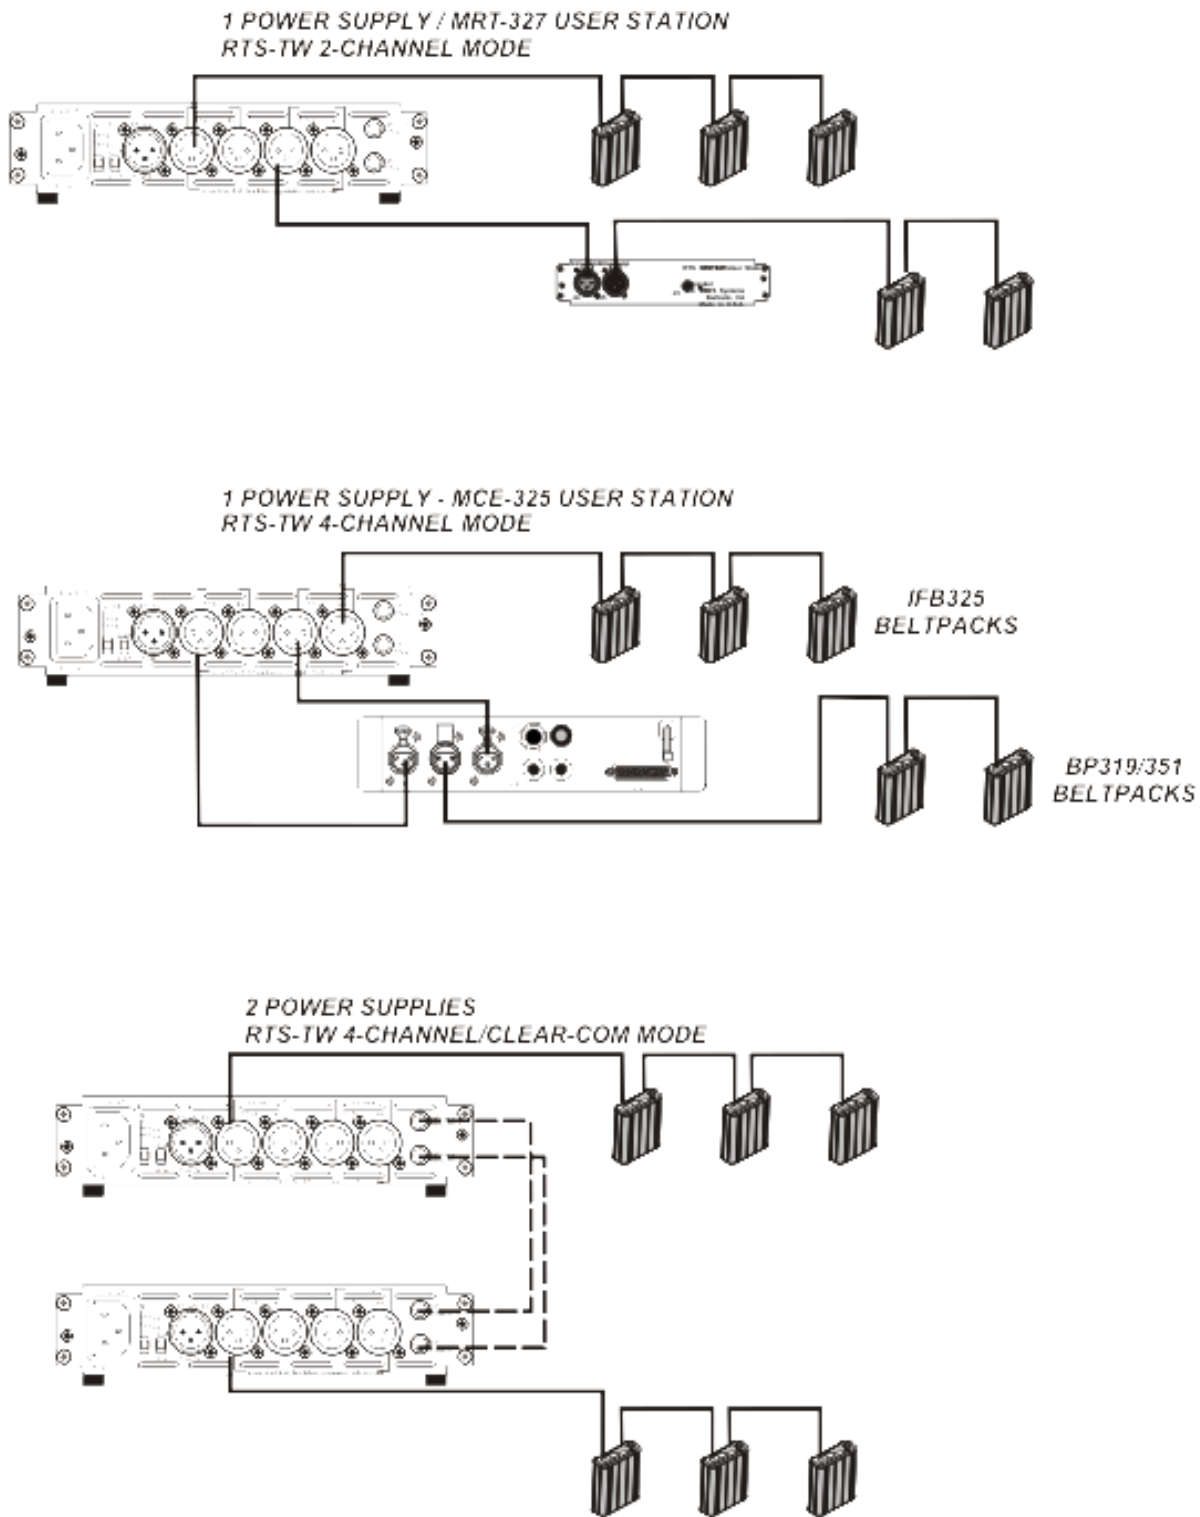 1 POWER SUPPLY / MRT-327 USER STATION
RTS-TW 2-CHANNEL MODE
1 POWER SUPPLY - MCE-325 USER STATION
RTS-TW 4-CHANNEL MODE
IFB325
BELTPACKS
BP319/351
BELTPACKS
2 POWER SUPPLIES
RTS-TW 4-CHANNEL/CLEAR-COM MODE